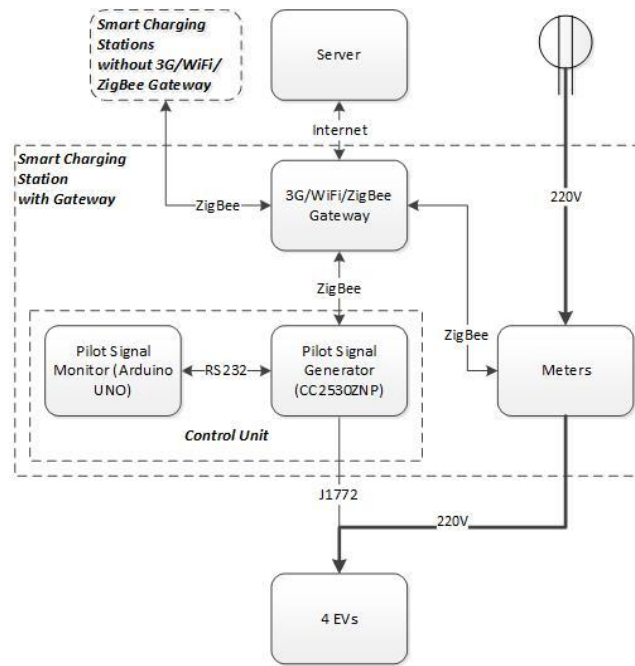 Smart Charging
Stations
without 3G/WiFi/
ZigBee Gateway
Server
Internet
Smart Charging
Station
with Gateway
3G/WiFi/ZigBee
Gateway
ZigBee
220V
ZigBee
ZigBee
Pilot Signal
Monitor (Arduino
UNO)
RS232
Pilot Signal
Generator
(CC2530ZNP)
Meters
Control Unit
J1772
220V
4 EVs